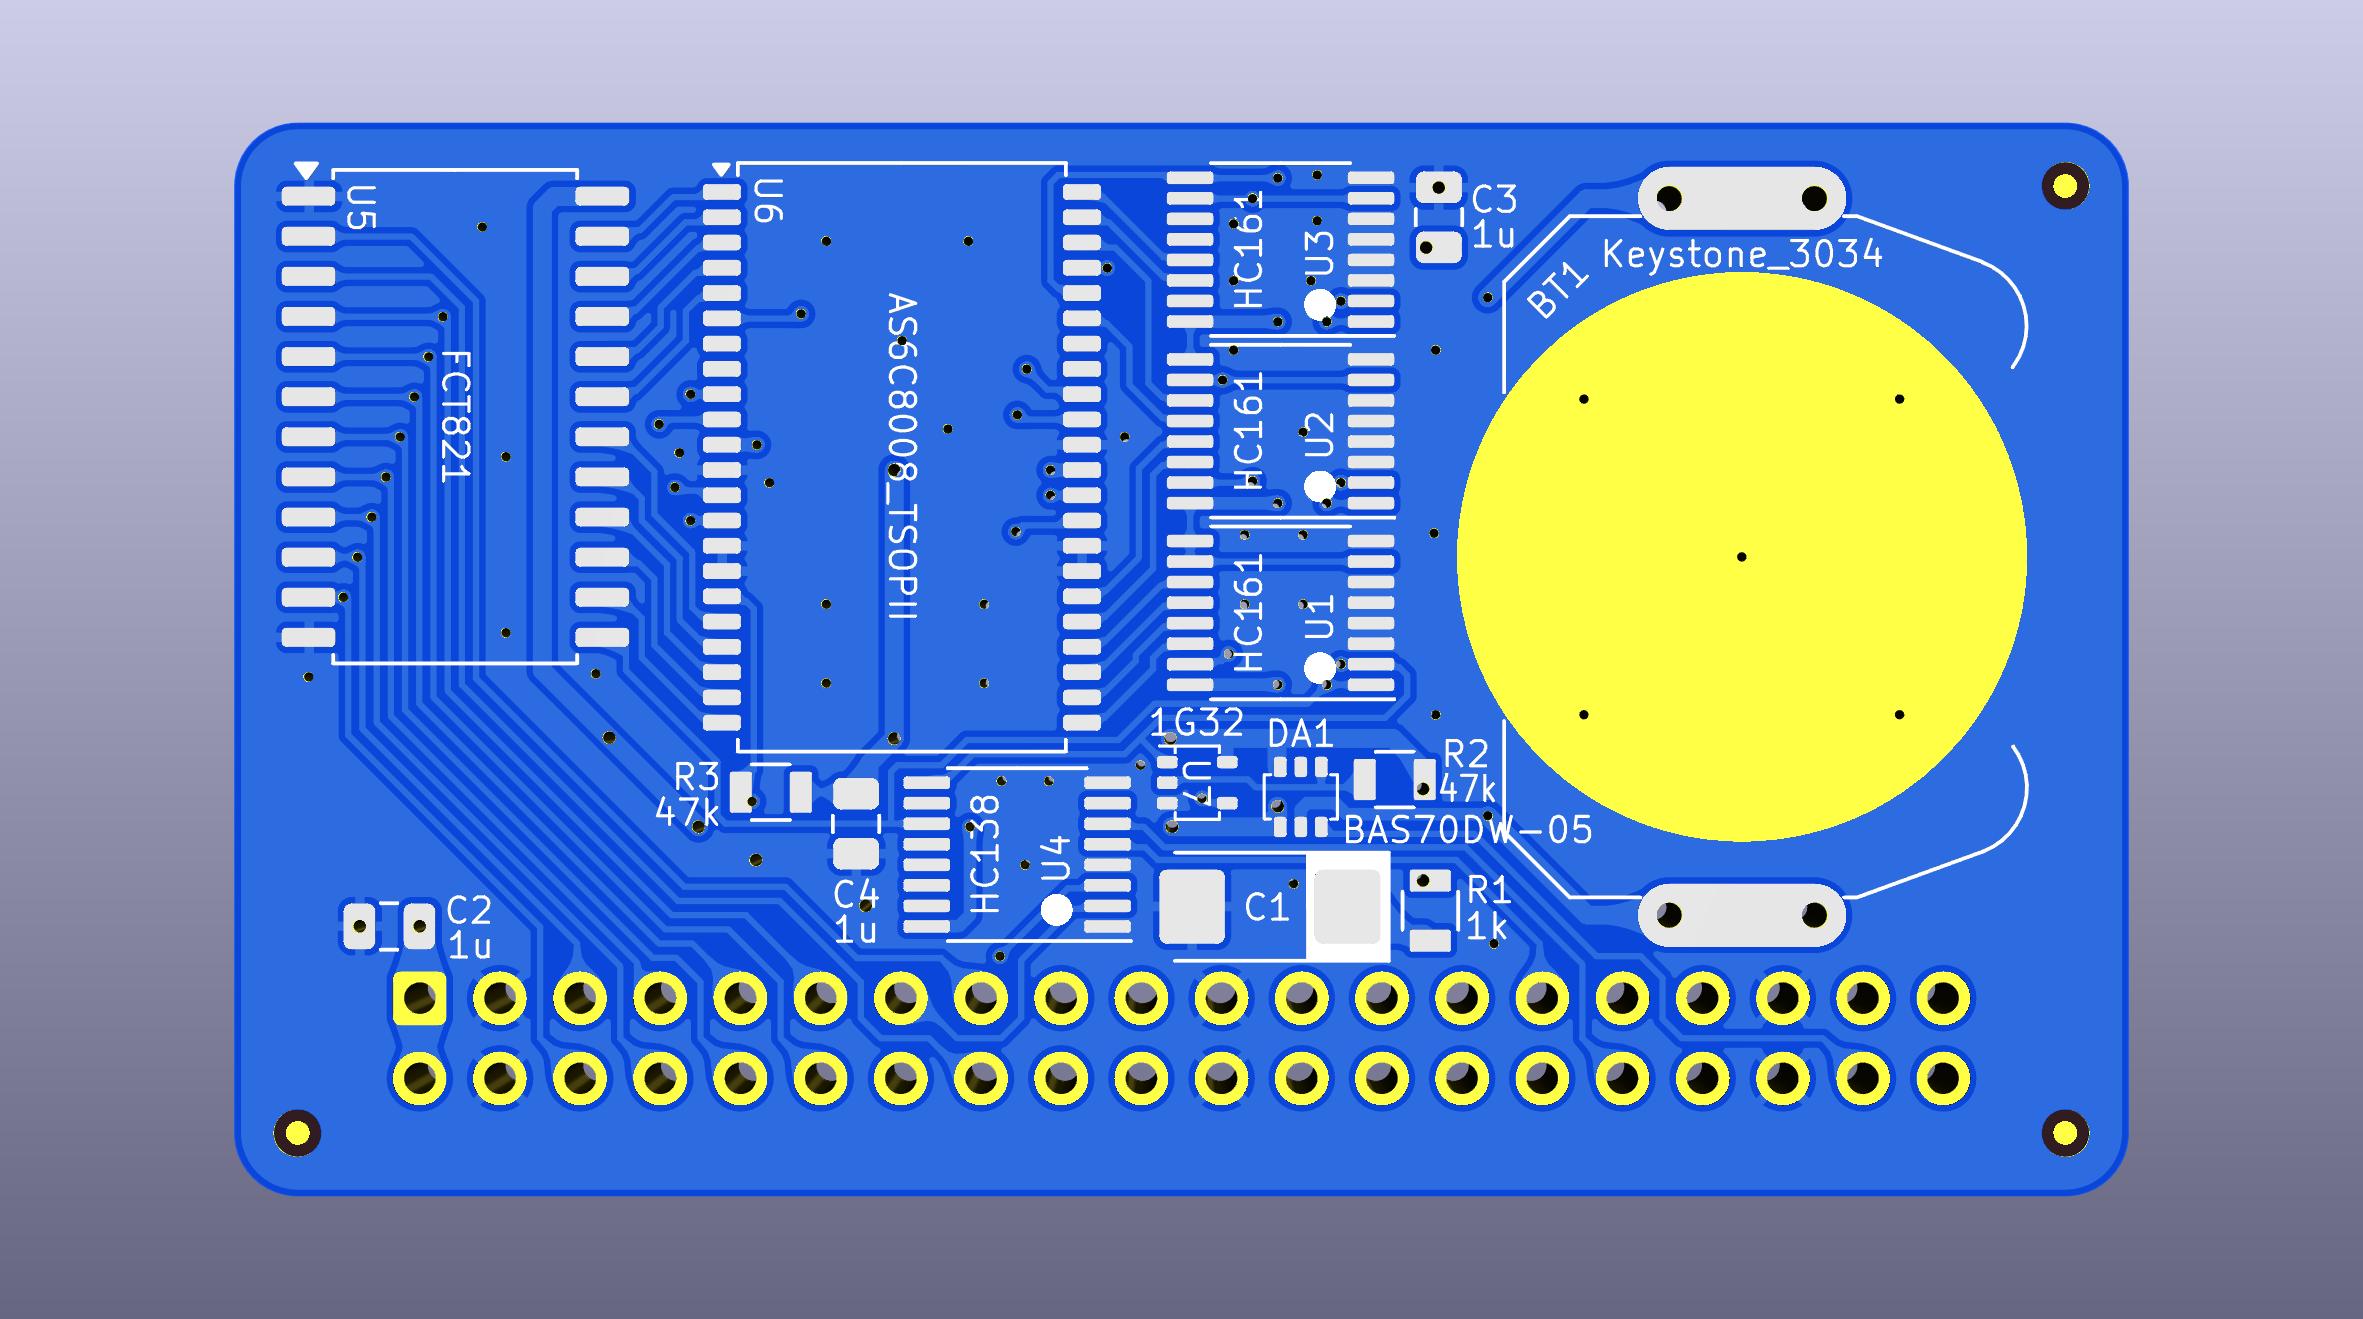 U5
FCT821
U6
AS6C8008_TSOPII
HC161
U3
C3
1u
Keystone_3034
BT1
HC161
U2
HC161
U1
1G32
U7
DA1
R2
47k
BAS70DW-05
R3
47k
C4
1u
HC138
U4
C1
R1
1k
C2
1u